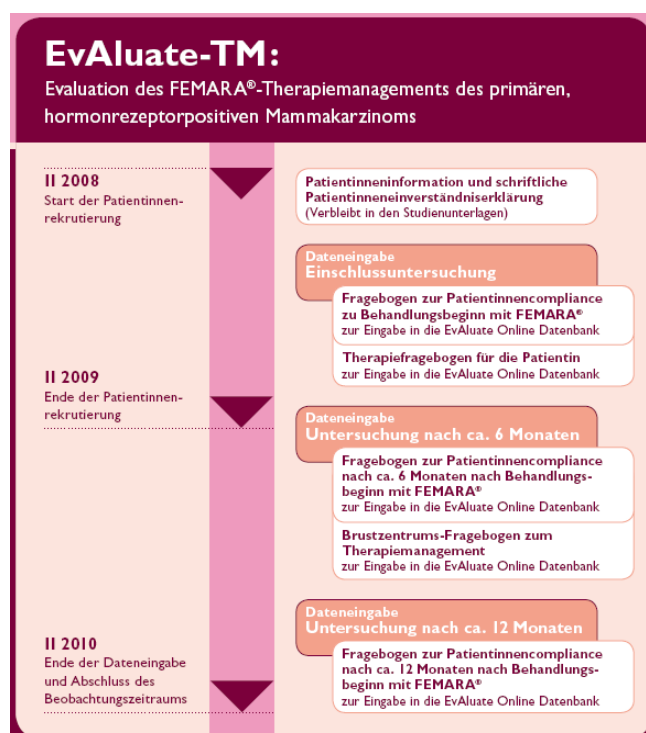 EvAluate-TM:
Evaluation des FEMARA®-Therapiemanagements des primären,
hormonrezeptorpositiven Mammakarzinoms
II 2008
Start der Patientinnen-
rekrutierung
Patientinneninformation und schriftliche
Patientinneneinverständniserklärung
(Verbleibt in den Studienunterlagen)
Dateneingabe
Einschlussuntersuchung
Fragebogen zur Patientinnencompliance
zu Behandlungsbeginn mit FEMARA®
zur Eingabe in die EvAluate Online Datenbank
Therapiefragebogen für die Patientin
zur Eingabe in die EvAluate Online Datenbank
II 2009
Ende der Patientinnen-
rekrutierung
Dateneingabe
Untersuchung nach ca. 6 Monaten
Fragebogen zur Patientinnencompliance
nach ca. 6 Monaten nach Behandlungs-
beginn mit FEMARA®
zur Eingabe in die EvAluate Online Datenbank
Brustzentrums-Fragebogen zum
Therapiemanagement
zur Eingabe in die EvAluate Online Datenbank
II 2010
Ende der Dateneingabe
und Abschluss des
Beobachtungszeitraums
Dateneingabe
Untersuchung nach ca. 12 Monaten
Fragebogen zur Patientinnencompliance
nach ca. 12 Monaten nach Behandlungs-
beginn mit FEMARA®
zur Eingabe in die EvAluate Online Datenbank